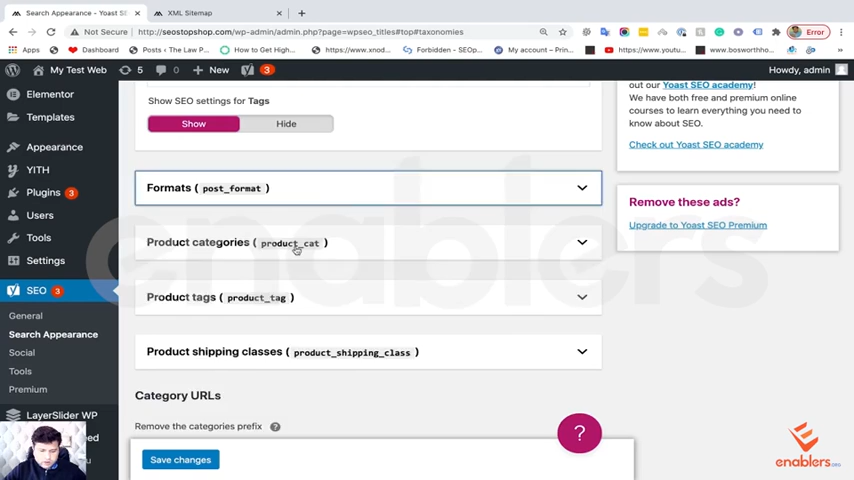 Search Appearance - Yoast SEO
XML Sitemap
Not Secure | http://seostopshop.com/wp-admin/admin.php?page=wpseo_titles#top#taxonomies
Error
Apps
Dashboard
Posts ‹ The Law P...
How to Get High...
https://www.xnod...
Forbidden - SEOp...
My account – Prin...
https://www.youtu...
www.bosworthho...
My Test Web
5
0
New
3
Howdy, admin
Elementor
Templates
Appearance
YITH
Plugins 3
Users
Tools
Settings
SEO 3
General
Search Appearance
Social
Tools
Premium
LayerSlider WP
Show SEO settings for Tags
Show
Hide
Formats ( post_format )
Product categories ( product_cat )
Product tags ( product_tag )
Product shipping classes ( product_shipping_class )
Category URLs
Remove the categories prefix ?
Save changes
?
out our Yoast SEO academy!
We have both free and premium online
courses to learn everything you need to
know about SEO.
Check out Yoast SEO academy
Remove these ads?
Upgrade to Yoast SEO Premium
enablers
enablers.ORG